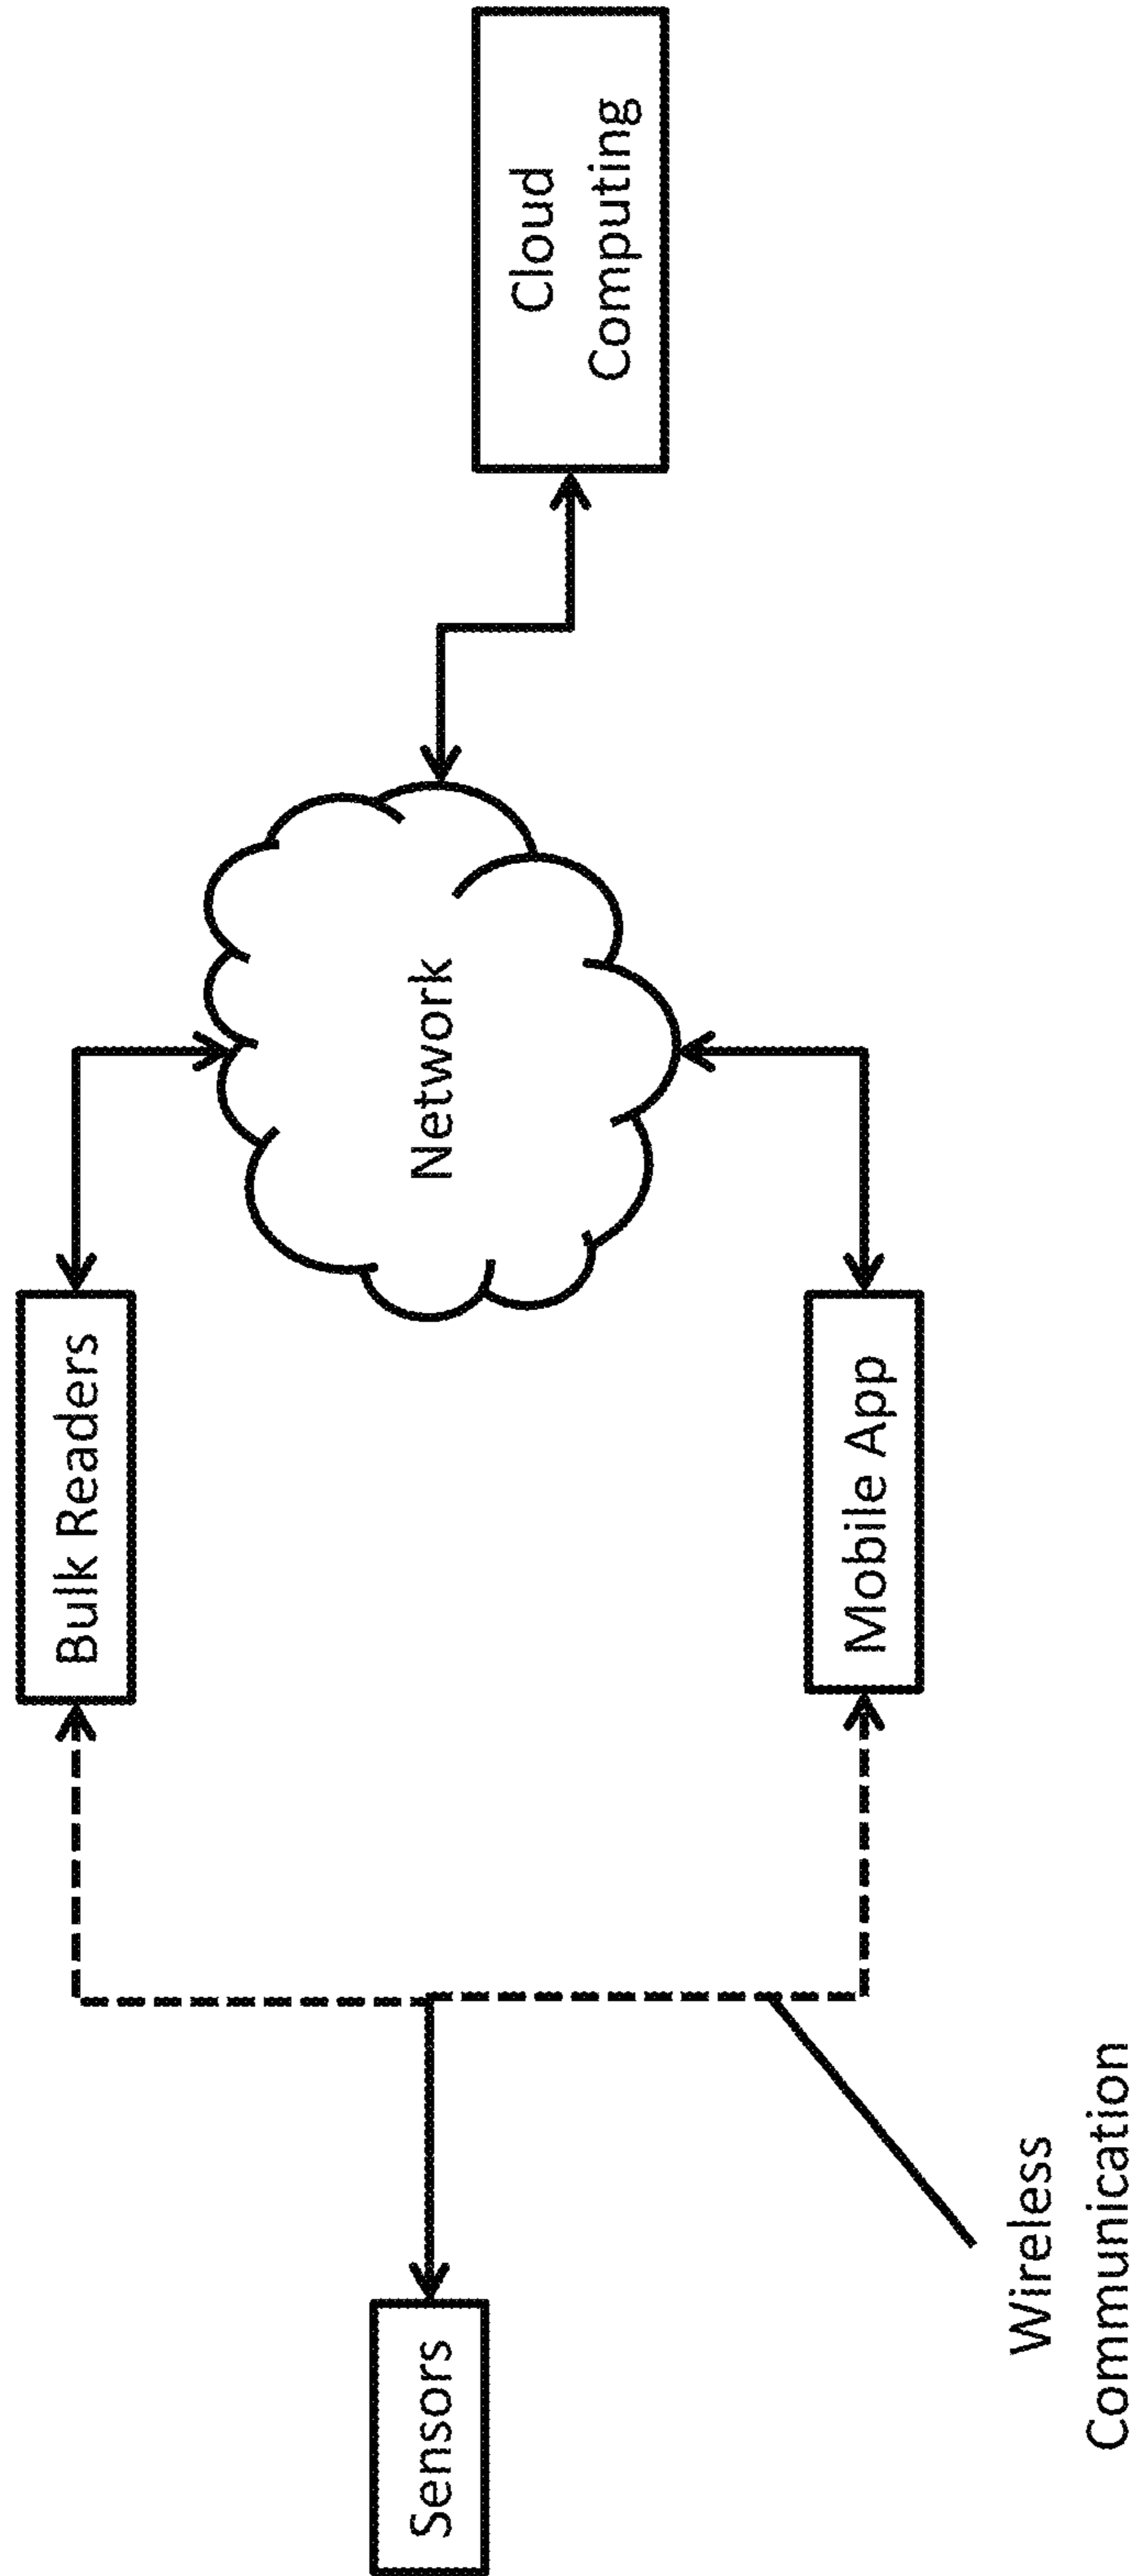 Bulk Readers
Sensors
Network
Cloud
Computing
Mobile App
Wireless
Communication